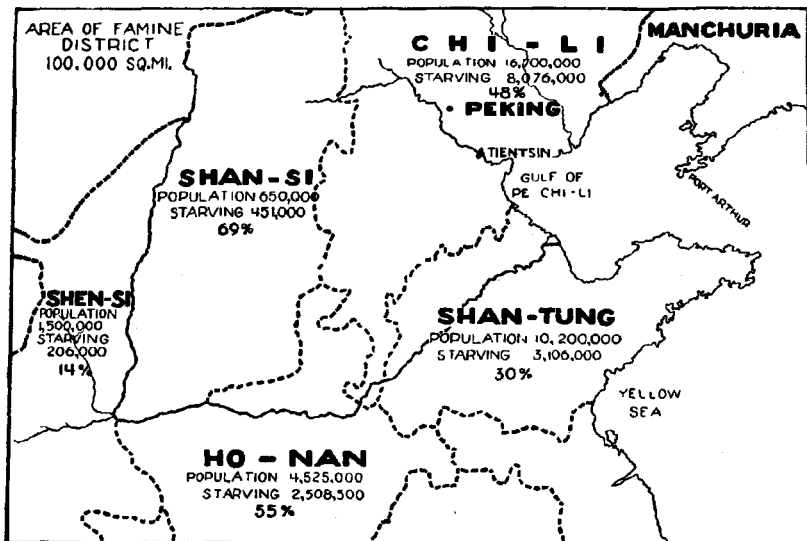 AREA OF FAMINE
DISTRICT
100,000 SQ.MI.
CHI-LI
POPULATION 16,700,000
STARVING 8,076,000
48%
MANCHURIA
• PEKING
TIENTSIN
GULF OF
PE CHI-LI
PORT ARTHUR
SHAN-SI
POPULATION 650,000
STARVING 451,000
69%
SHEN-SI
POPULATION
1,500,000
STARVING
206,000
14%
SHAN-TUNG
POPULATION 10,200,000
STARVING 3,106,000
30%
YELLOW
SEA
HO-NAN
POPULATION 4,525,000
STARVING 2,508,500
55%